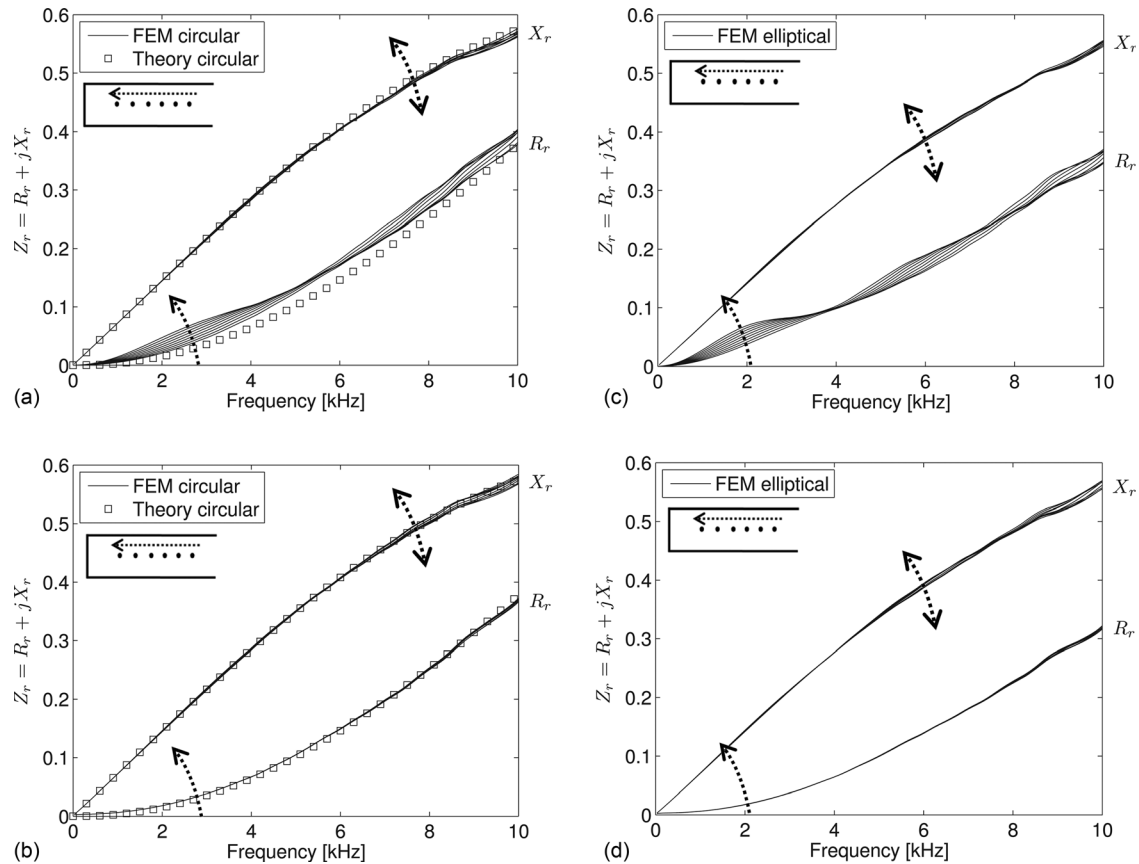 0.6
0.5
0.4
0.3
0.2
0.1
0
Z_r = R_r + jX_r
FEM circular
Theory circular
X_r
R_r
0 2 4 6 8 10
Frequency [kHz]
(a)
0.6
0.5
0.4
0.3
0.2
0.1
0
Z_r = R_r + jX_r
FEM elliptical
X_r
R_r
0 2 4 6 8 10
Frequency [kHz]
(c)
0.6
0.5
0.4
0.3
0.2
0.1
0
Z_r = R_r + jX_r
FEM circular
Theory circular
X_r
R_r
0 2 4 6 8 10
Frequency [kHz]
(b)
0.6
0.5
0.4
0.3
0.2
0.1
0
Z_r = R_r + jX_r
FEM elliptical
X_r
R_r
0 2 4 6 8 10
Frequency [kHz]
(d)